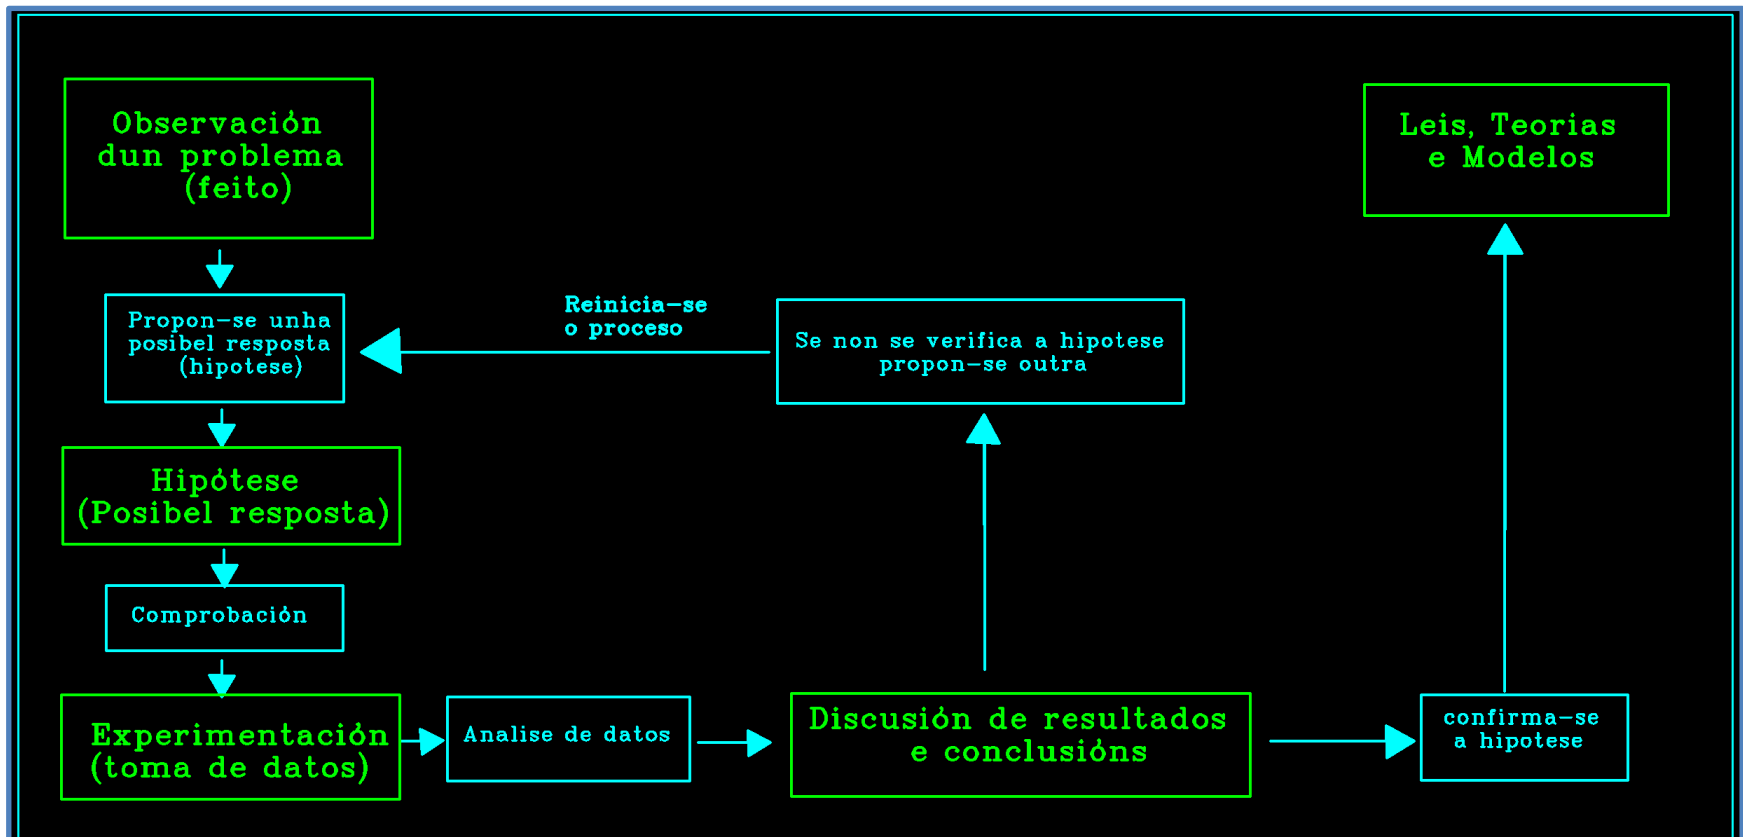 Observación
dun problema
(feito)
Leis, Teorias
e Modelos
Propon-se unha
posibel resposta
(hipotese)
Reinicia-se
o proceso
Se non se verifica a hipotese
propon-se outra
Hipótese
(Posibel resposta)
Comprobación
Experimentación
(toma de datos)
Analise de datos
Discusión de resultados
e conclusións
confirma-se
a hipotese